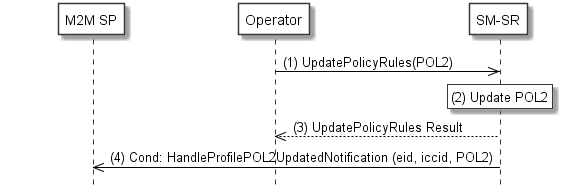 M2M SP
Operator
SM-SR
(1) UpdatePolicyRules(POL2)
(2) Update POL2
(3) UpdatePolicyRules Result
(4) Cond: HandleProfilePOL2UpdatedNotification (eid, iccid, POL2)